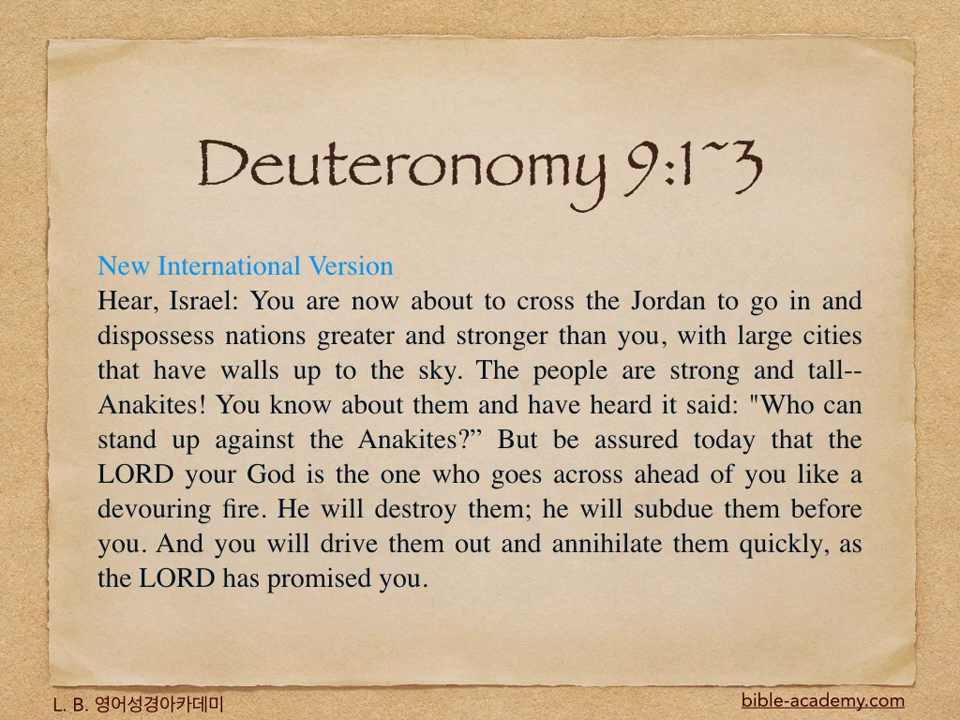 Deuteronomy 9:1~3
New International Version
Hear, Israel: You are now about to cross the Jordan to go in and
dispossess nations greater and stronger than you, with large cities
that have walls up to the sky. The people are strong and tall--
Anakites! You know about them and have heard it said: "Who can
stand up against the Anakites?” But be assured today that the
LORD your God is the one who goes across ahead of you like a
devouring fire. He will destroy them; he will subdue them before
you. And you will drive them out and annihilate them quickly, as
the LORD has promised you.
L. B. 영어성경아카데미
bible-academy.com